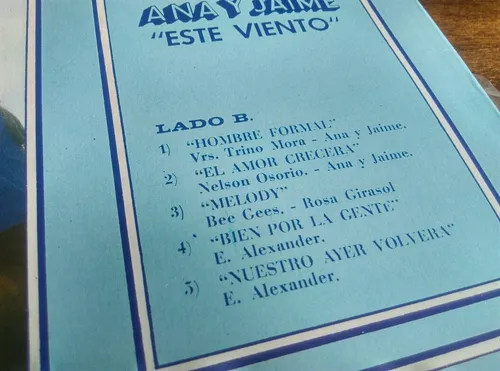 ANA Y JAIME
"ESTE VIENTO"
LADO B.
1) "HOMBRE FORMAL"
Vrs. Trino Mora - Ana y Jaime.
2) "EL AMOR CRECERA"
Nelson Osorio. - Ana y Jaime.
3) "MELODY"
Bee Gees. - Rosa Girasol
4) "BIEN POR LA GENTE"
E. Alexander.
5) "NUESTRO AYER VOLVERA"
E. Alexander.